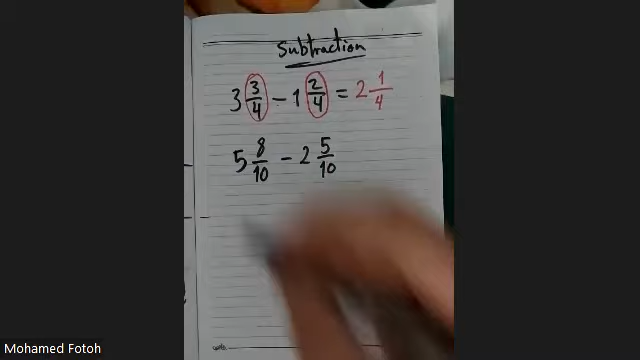 Subtraction
3 3/4 − 1 2/4 = 2 1/4
5 8/10 − 2 5/10
Mohamed Fotoh